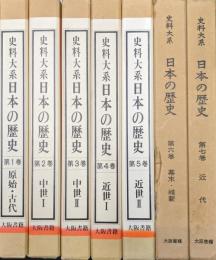 史料大系
日本の歴史
第1巻
原始・古代
大阪書籍
史料大系
日本の歴史
第2巻
中世Ⅰ
大阪書籍
史料大系
日本の歴史
第3巻
中世Ⅱ
大阪書籍
史料大系
日本の歴史
第4巻
近世Ⅰ
大阪書籍
史料大系
日本の歴史
第5巻
近世Ⅱ
大阪書籍
史料大系
日本の歴史
第六巻
幕末・維新
大阪書籍
史料大系
日本の歴史
第七巻
近代
大阪書籍